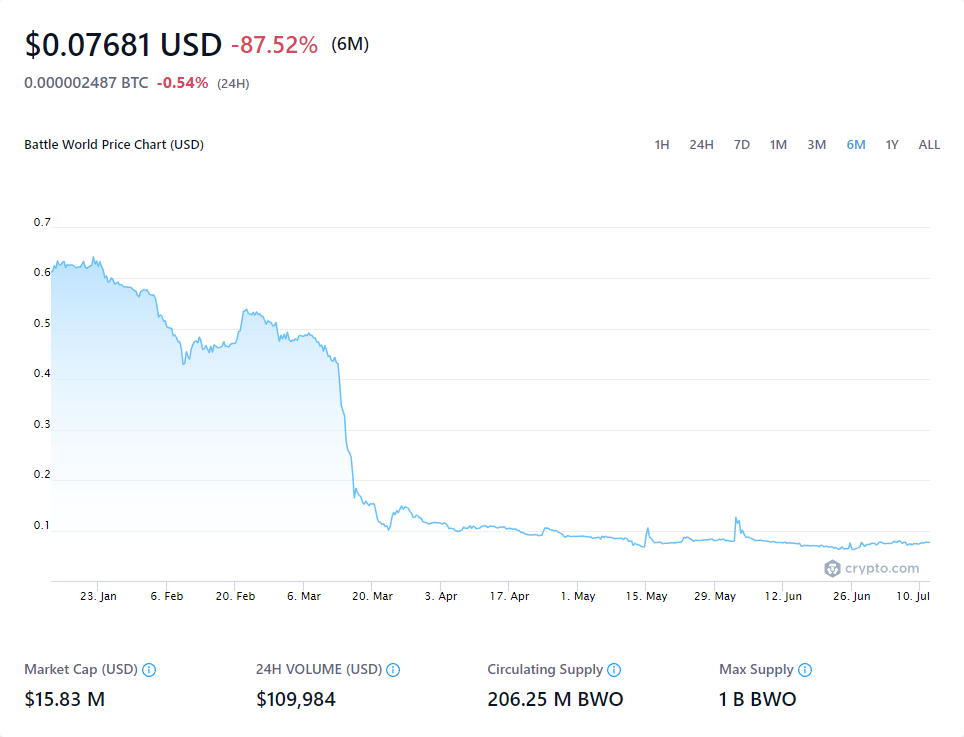 $0.07681 USD -87.52% (6M)
0.000002487 BTC -0.54% (24H)
Battle World Price Chart (USD) 1H 24H 7D 1M 3M 6M 1Y ALL
0.7
0.6
0.5
0.4
0.3
0.2
0.1
crypto.com
23. Jan 6. Feb 20. Feb 6. Mar 20. Mar 3. Apr 17. Apr 1. May 15. May 29. May 12. Jun 26. Jun 10. Jul
Market Cap (USD) 24H VOLUME (USD) Circulating Supply Max Supply
$15.83 M $109,984 206.25 M BWO 1 B BWO